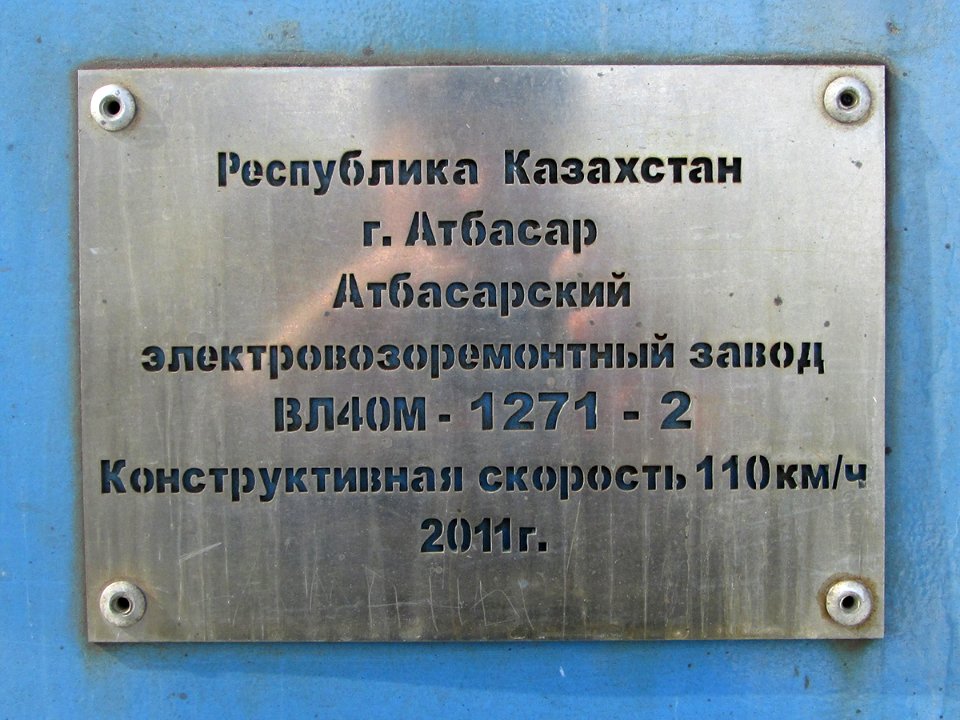 Республика Казахстан
г. Атбасар
Атбасарский
электровозоремонтный завод
ВЛ40М - 1271 - 2
Конструктивная скорость 110км/ч
2011г.